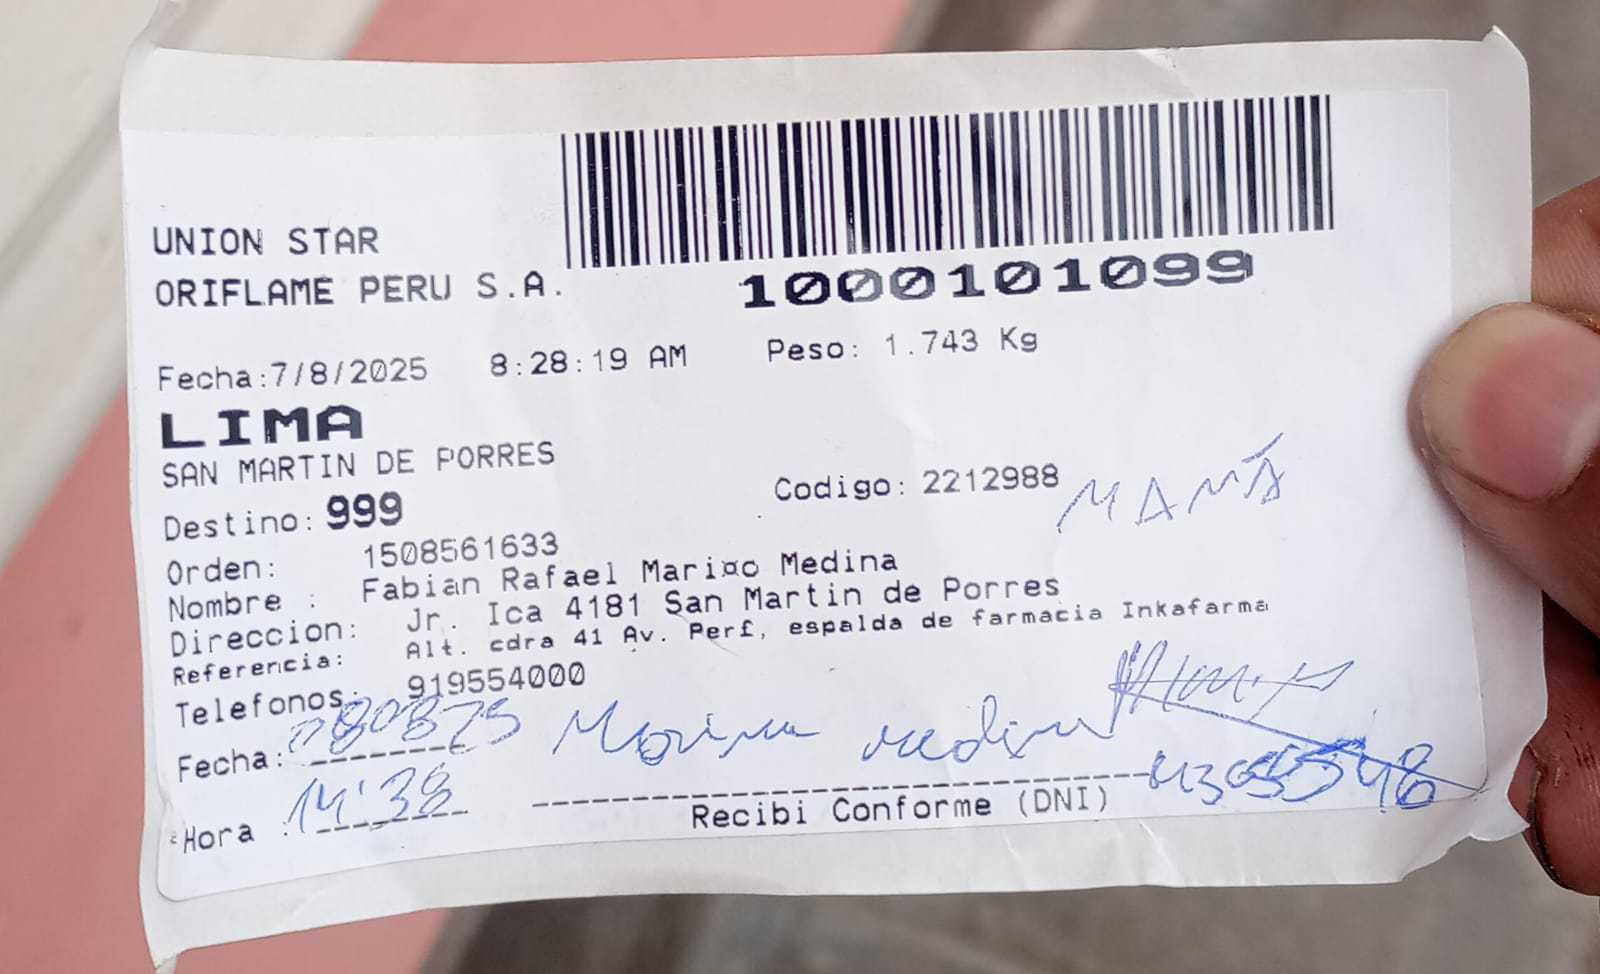 UNION STAR
ORIFLAME PERU S.A.
1000101099
Fecha:7/8/2025 8:28:19 AM Peso: 1.743 Kg
LIMA
SAN MARTIN DE PORRES
Destino: 999 Codigo: 2212988 MAMÁ
Orden: 1508561633
Nombre : Fabian Rafael Medina
Direccion: Jr. Ica 4181 San Martin de Porres
Referencia: Alt. cdra 41 Av. Perf, espalda de farmacia Inkafarma
Telefonos: 919554000
Fecha: 080825 medina
Hora : 14:38
Recibi Conforme (DNI)